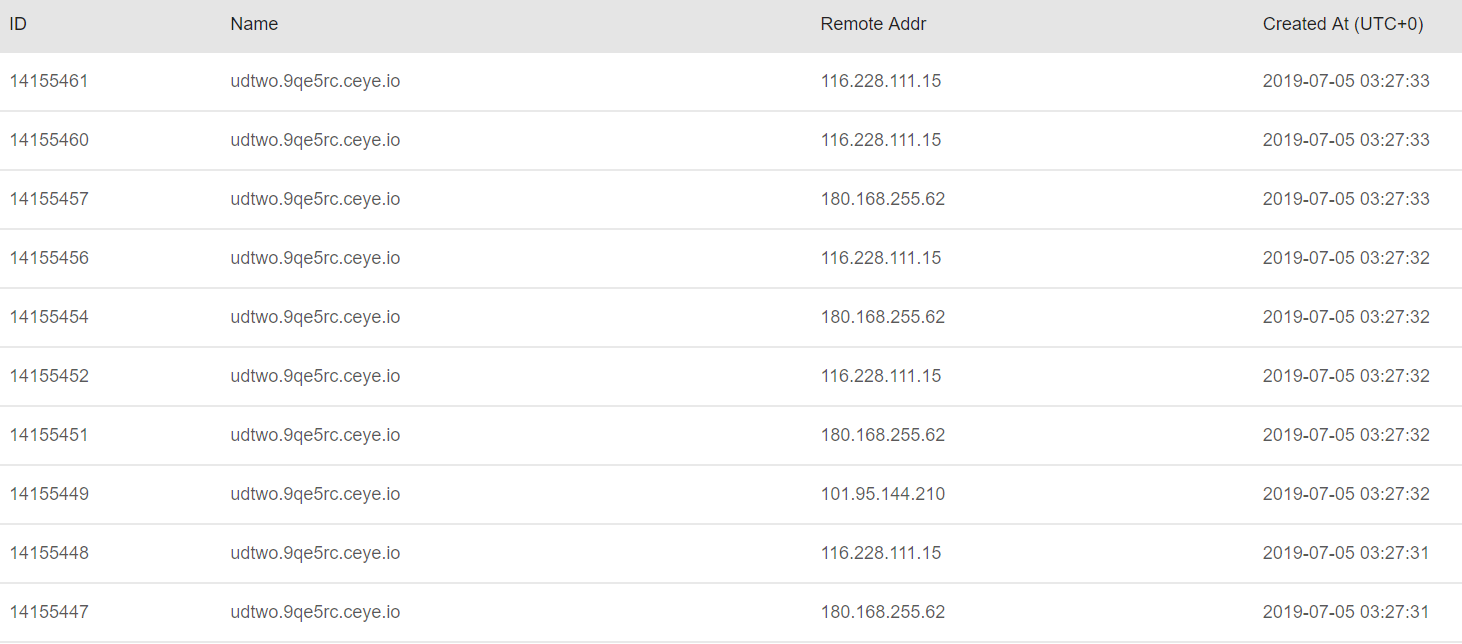 ID Name Remote Addr Created At (UTC+0)
14155461 udtwo.9qe5rc.ceye.io 116.228.111.15 2019-07-05 03:27:33
14155460 udtwo.9qe5rc.ceye.io 116.228.111.15 2019-07-05 03:27:33
14155457 udtwo.9qe5rc.ceye.io 180.168.255.62 2019-07-05 03:27:33
14155456 udtwo.9qe5rc.ceye.io 116.228.111.15 2019-07-05 03:27:32
14155454 udtwo.9qe5rc.ceye.io 180.168.255.62 2019-07-05 03:27:32
14155452 udtwo.9qe5rc.ceye.io 116.228.111.15 2019-07-05 03:27:32
14155451 udtwo.9qe5rc.ceye.io 180.168.255.62 2019-07-05 03:27:32
14155449 udtwo.9qe5rc.ceye.io 101.95.144.210 2019-07-05 03:27:32
14155448 udtwo.9qe5rc.ceye.io 116.228.111.15 2019-07-05 03:27:31
14155447 udtwo.9qe5rc.ceye.io 180.168.255.62 2019-07-05 03:27:31